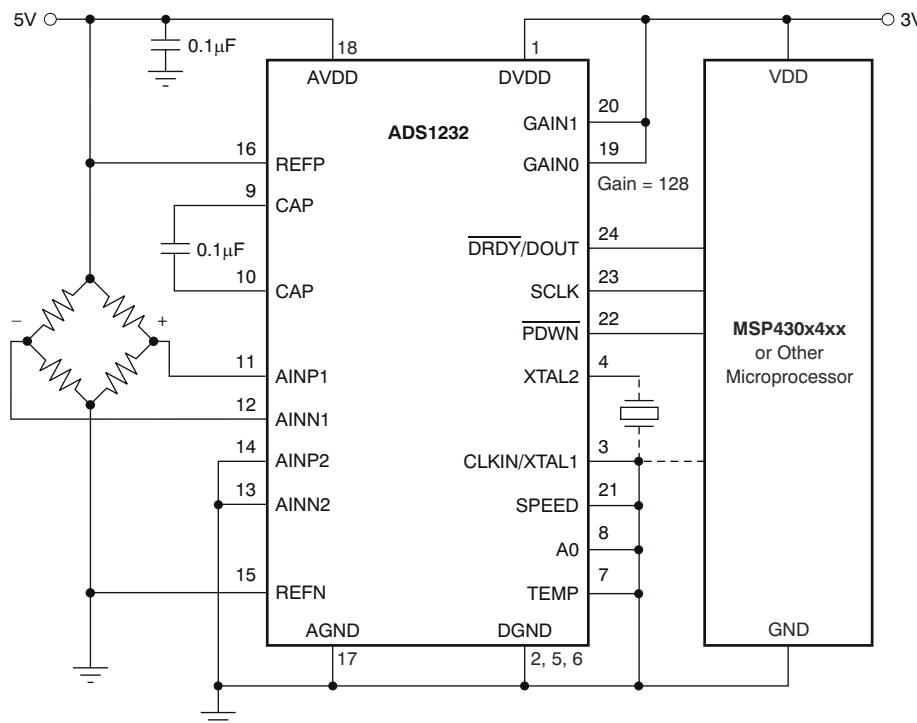 5V
3V
0.1μF
18
1
AVDD
DVDD
VDD
ADS1232
20
GAIN1
19
GAIN0
Gain = 128
16
REFP
9
CAP
0.1μF
10
CAP
24
DRDY/DOUT
23
SCLK
22
PDWN
4
XTAL2
MSP430x4xx
or Other
Microprocessor
−
+
11
AINP1
12
AINN1
14
AINP2
13
AINN2
3
CLKIN/XTAL1
21
SPEED
8
A0
7
TEMP
15
REFN
AGND
DGND
GND
17
2, 5, 6